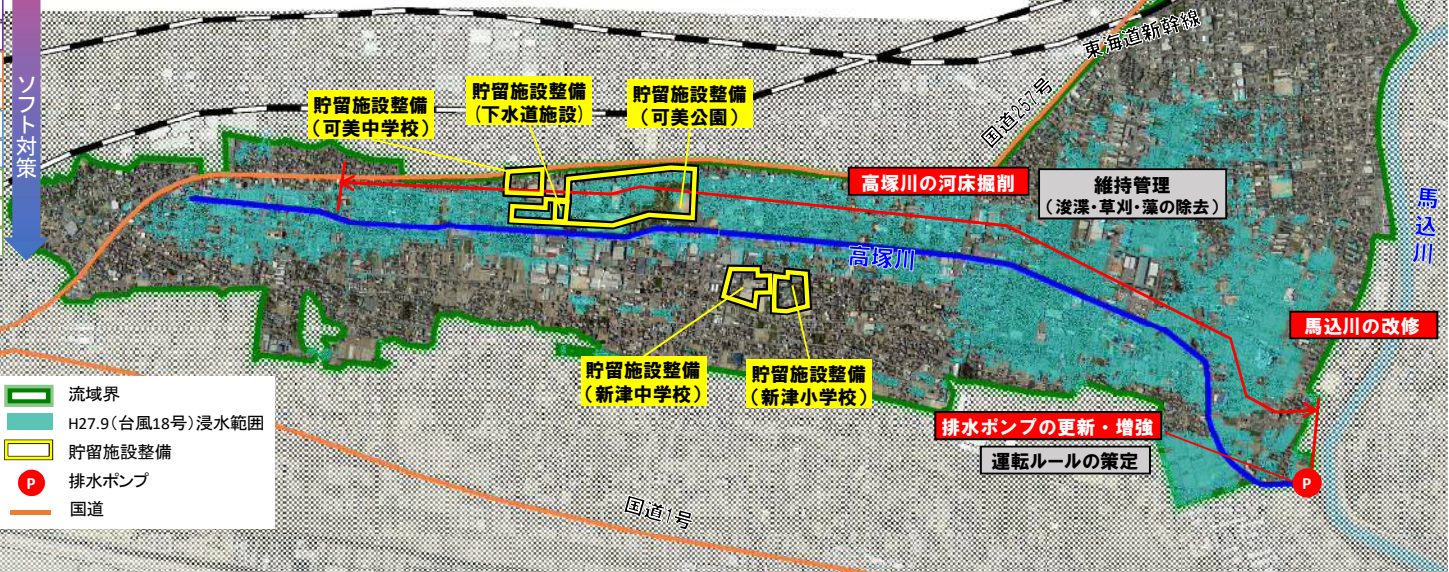 ソフト対策
東海道新幹線
国道257号
貯留施設整備
(下水道施設)
貯留施設整備
(可美公園)
貯留施設整備
(可美中学校)
高塚川の河床掘削
維持管理
(浚渫・草刈・藻の除去)
馬込川
高塚川
馬込川の改修
貯留施設整備
(新津中学校)
貯留施設整備
(新津小学校)
排水ポンプの更新・増強
運転ルールの策定
P
国道1号
流域界
H27.9(台風18号)浸水範囲
貯留施設整備
P 排水ポンプ
国道